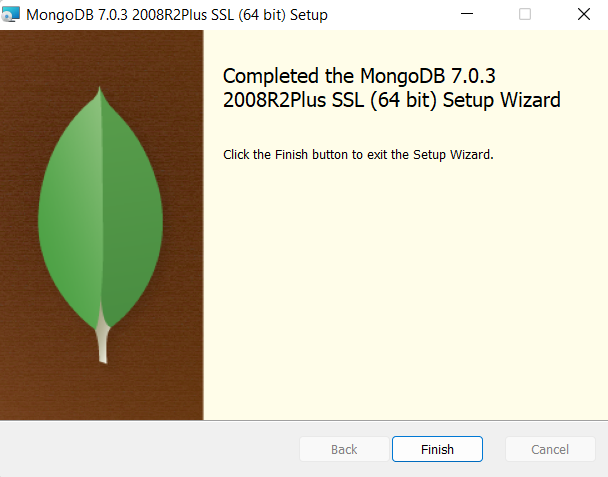 MongoDB 7.0.3 2008R2Plus SSL (64 bit) Setup
Completed the MongoDB 7.0.3
2008R2Plus SSL (64 bit) Setup Wizard
Click the Finish button to exit the Setup Wizard.
Back
Finish
Cancel